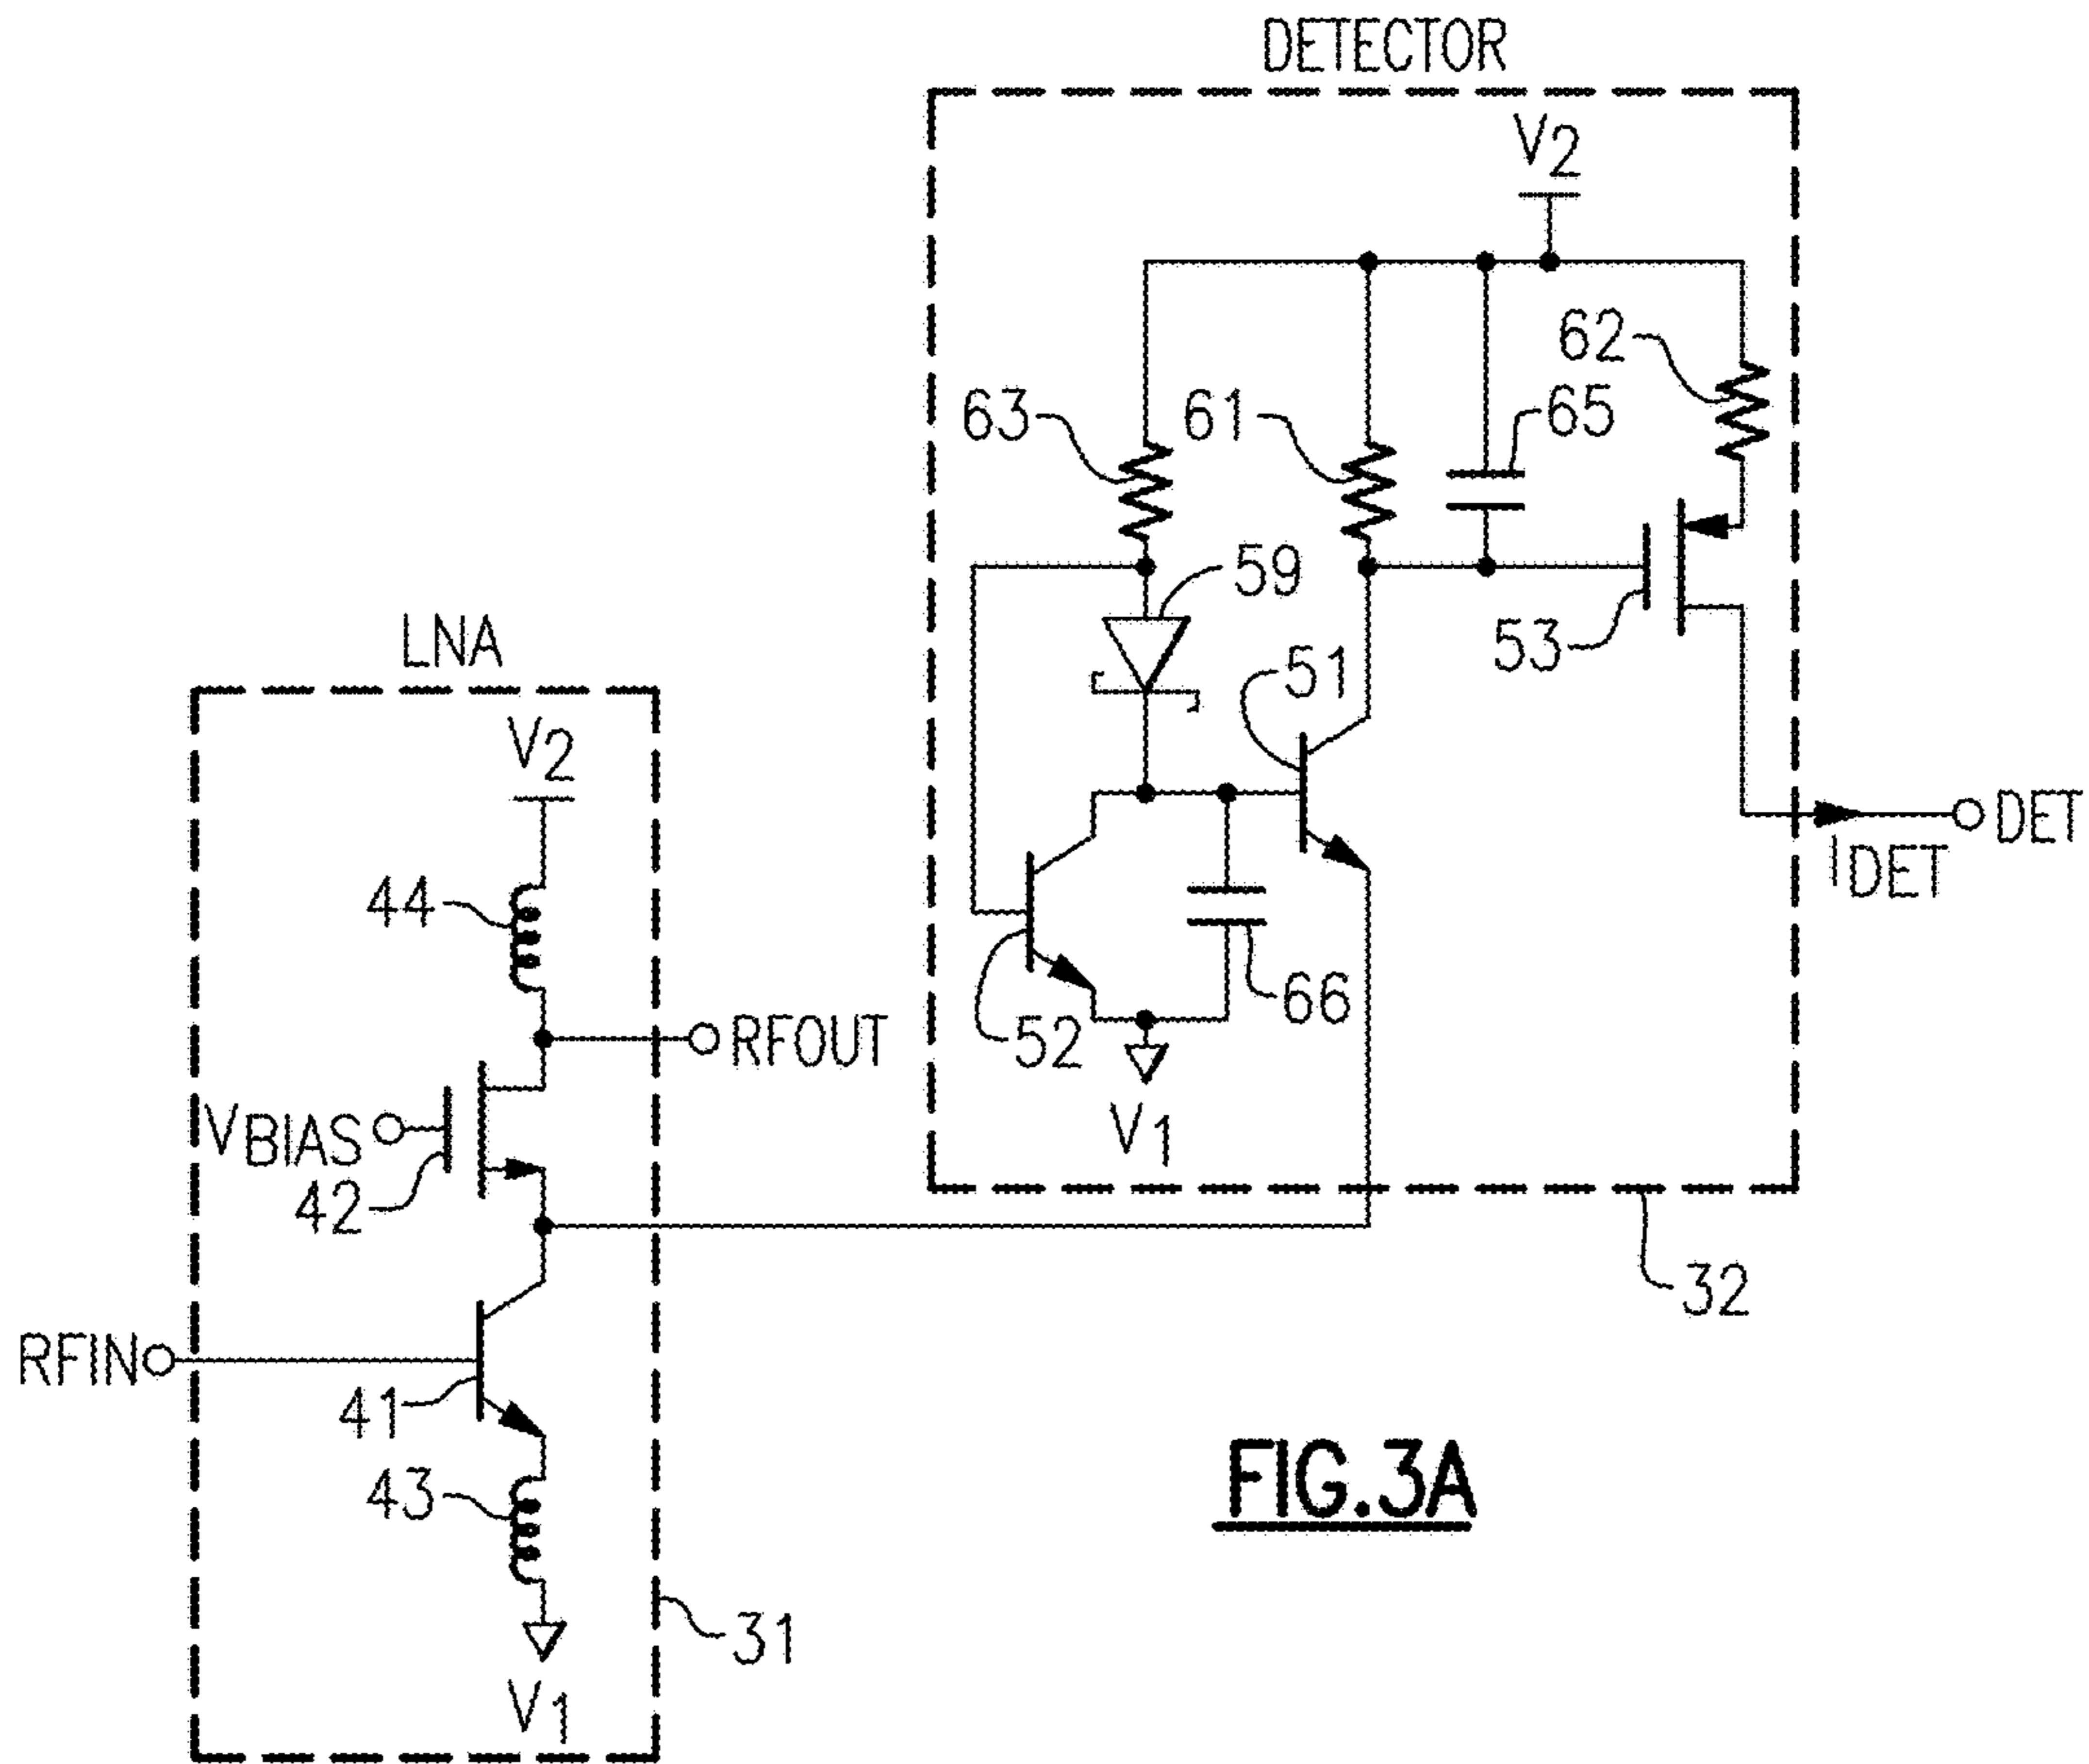 DETECTOR
V2
62
63
61
65
59
53
51
LNA
V2
DET
IDET
44
66
52
RFOUT
VBIAS
V1
42
32
RFIN
41
FIG.3A
43
31
V1